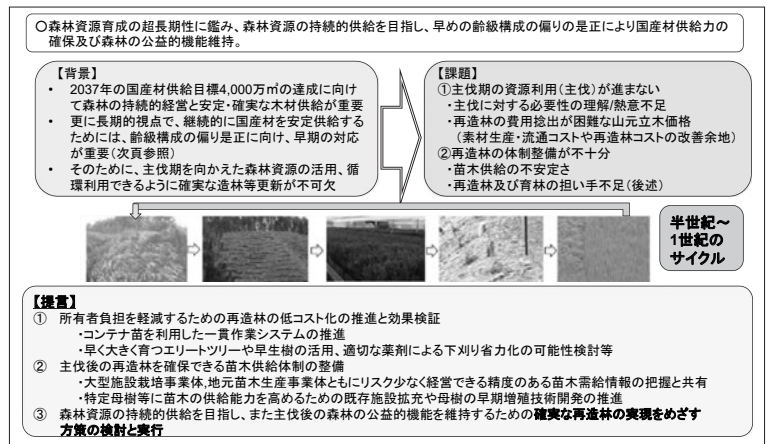 ○森林資源育成の超長期性に鑑み、森林資源の持続的供給を目指し、早めの齢級構成の偏りの是正により国産材供給力の
確保及び森林の公益的機能維持。
【背景】
• 2037年の国産材供給目標4,000万㎥の達成に向け
て森林の持続的経営と安定・確実な木材供給が重要
• 更に長期的視点で、継続的に国産材を安定供給する
ためには、齢級構成の偏り是正に向け、早期の対応
が重要(次頁参照)
• そのために、主伐期を向かえた森林資源の活用、循
環利用できるように確実な造林等更新が不可欠
【課題】
①主伐期の資源利用(主伐)が進まない
・主伐に対する必要性の理解/熱意不足
・再造林の費用捻出が困難な山元立木価格
(素材生産・流通コストや再造林コストの改善余地)
②再造林の体制整備が不十分
・苗木供給の不安定さ
・再造林及び育林の担い手不足(後述)
半世紀~
1世紀の
サイクル
【提言】
① 所有者負担を軽減するための再造林の低コスト化の推進と効果検証
・コンテナ苗を利用した一貫作業システムの推進
・早く大きく育つエリートツリーや早生樹の活用、適切な薬剤による下刈り省力化の可能性検討等
② 主伐後の再造林を確保できる苗木供給体制の整備
・大型施設栽培事業体,地元苗木生産事業体ともにリスク少なく経営できる精度のある苗木需給情報の把握と共有
・特定母樹等に苗木の供給能力を高めるための既存施設拡充や母樹の早期増殖技術開発の推進
③ 森林資源の持続的供給を目指し、また主伐後の森林の公益的機能を維持するための確実な再造林の実現をめざす
方策の検討と実行